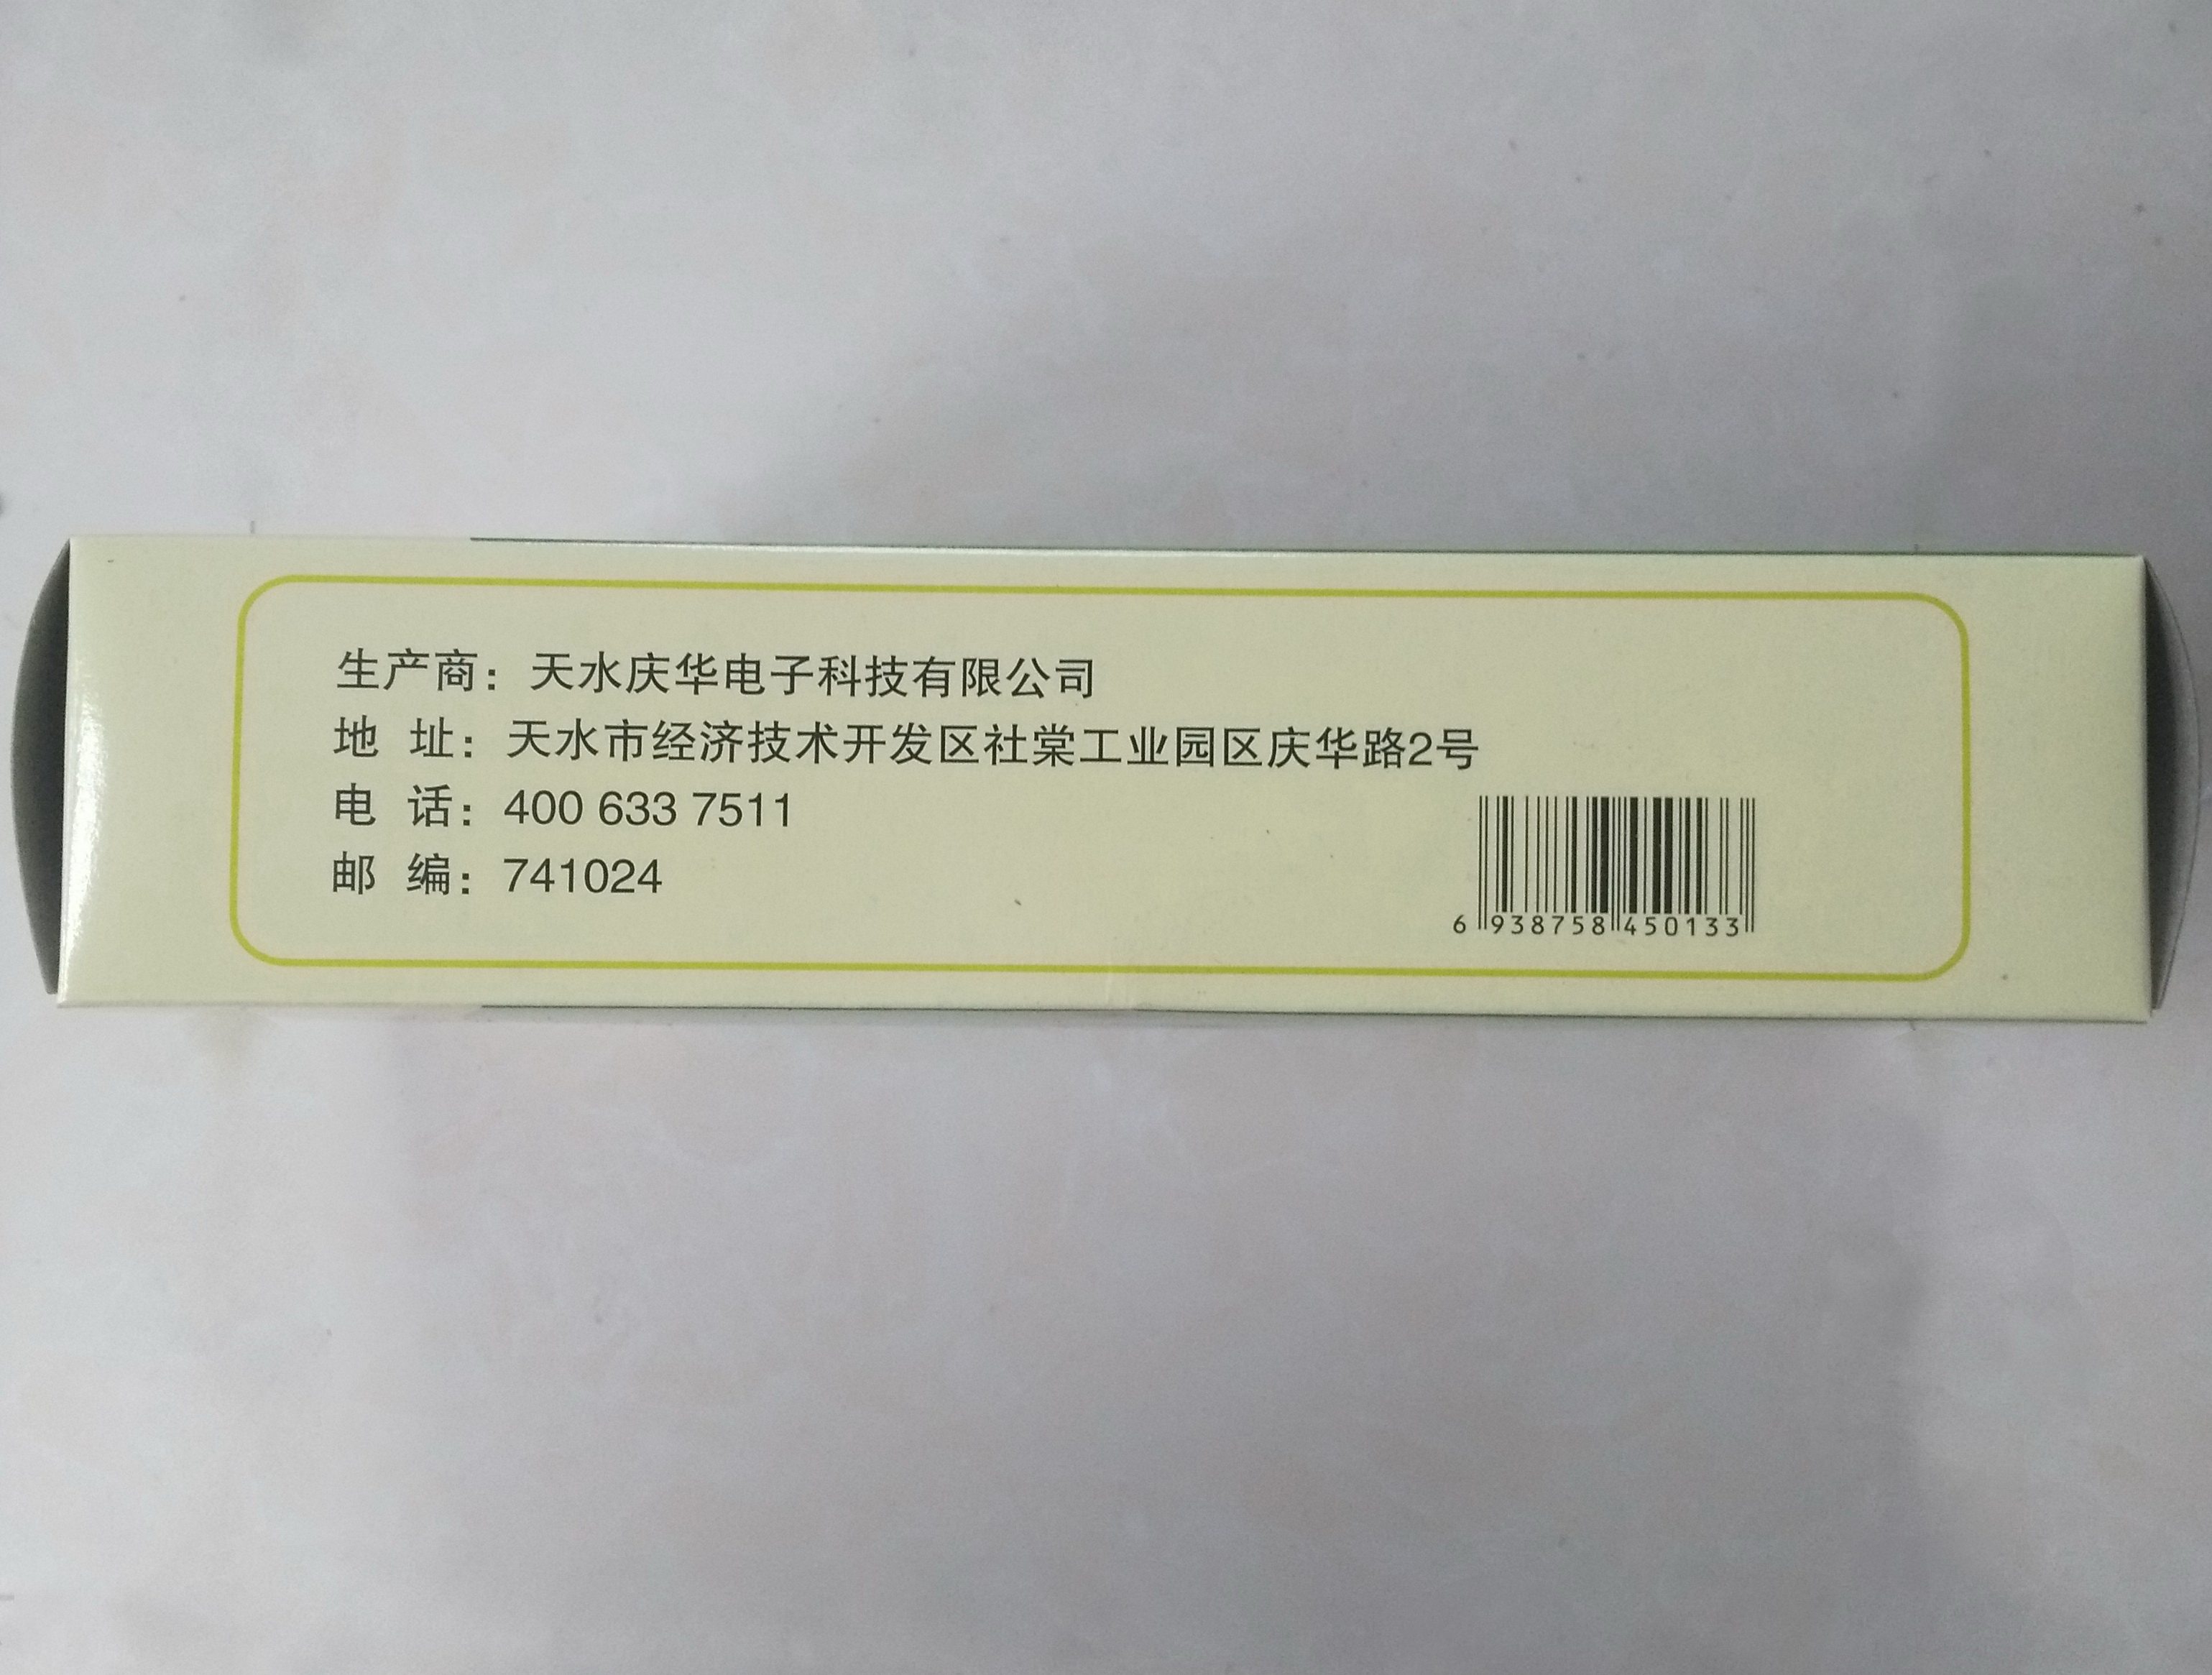 生产商：天水庆华电子科技有限公司
地 址：天水市经济技术开发区社棠工业园区庆华路2号
电 话：400 633 7511
邮 编：741024
6 938758 450133